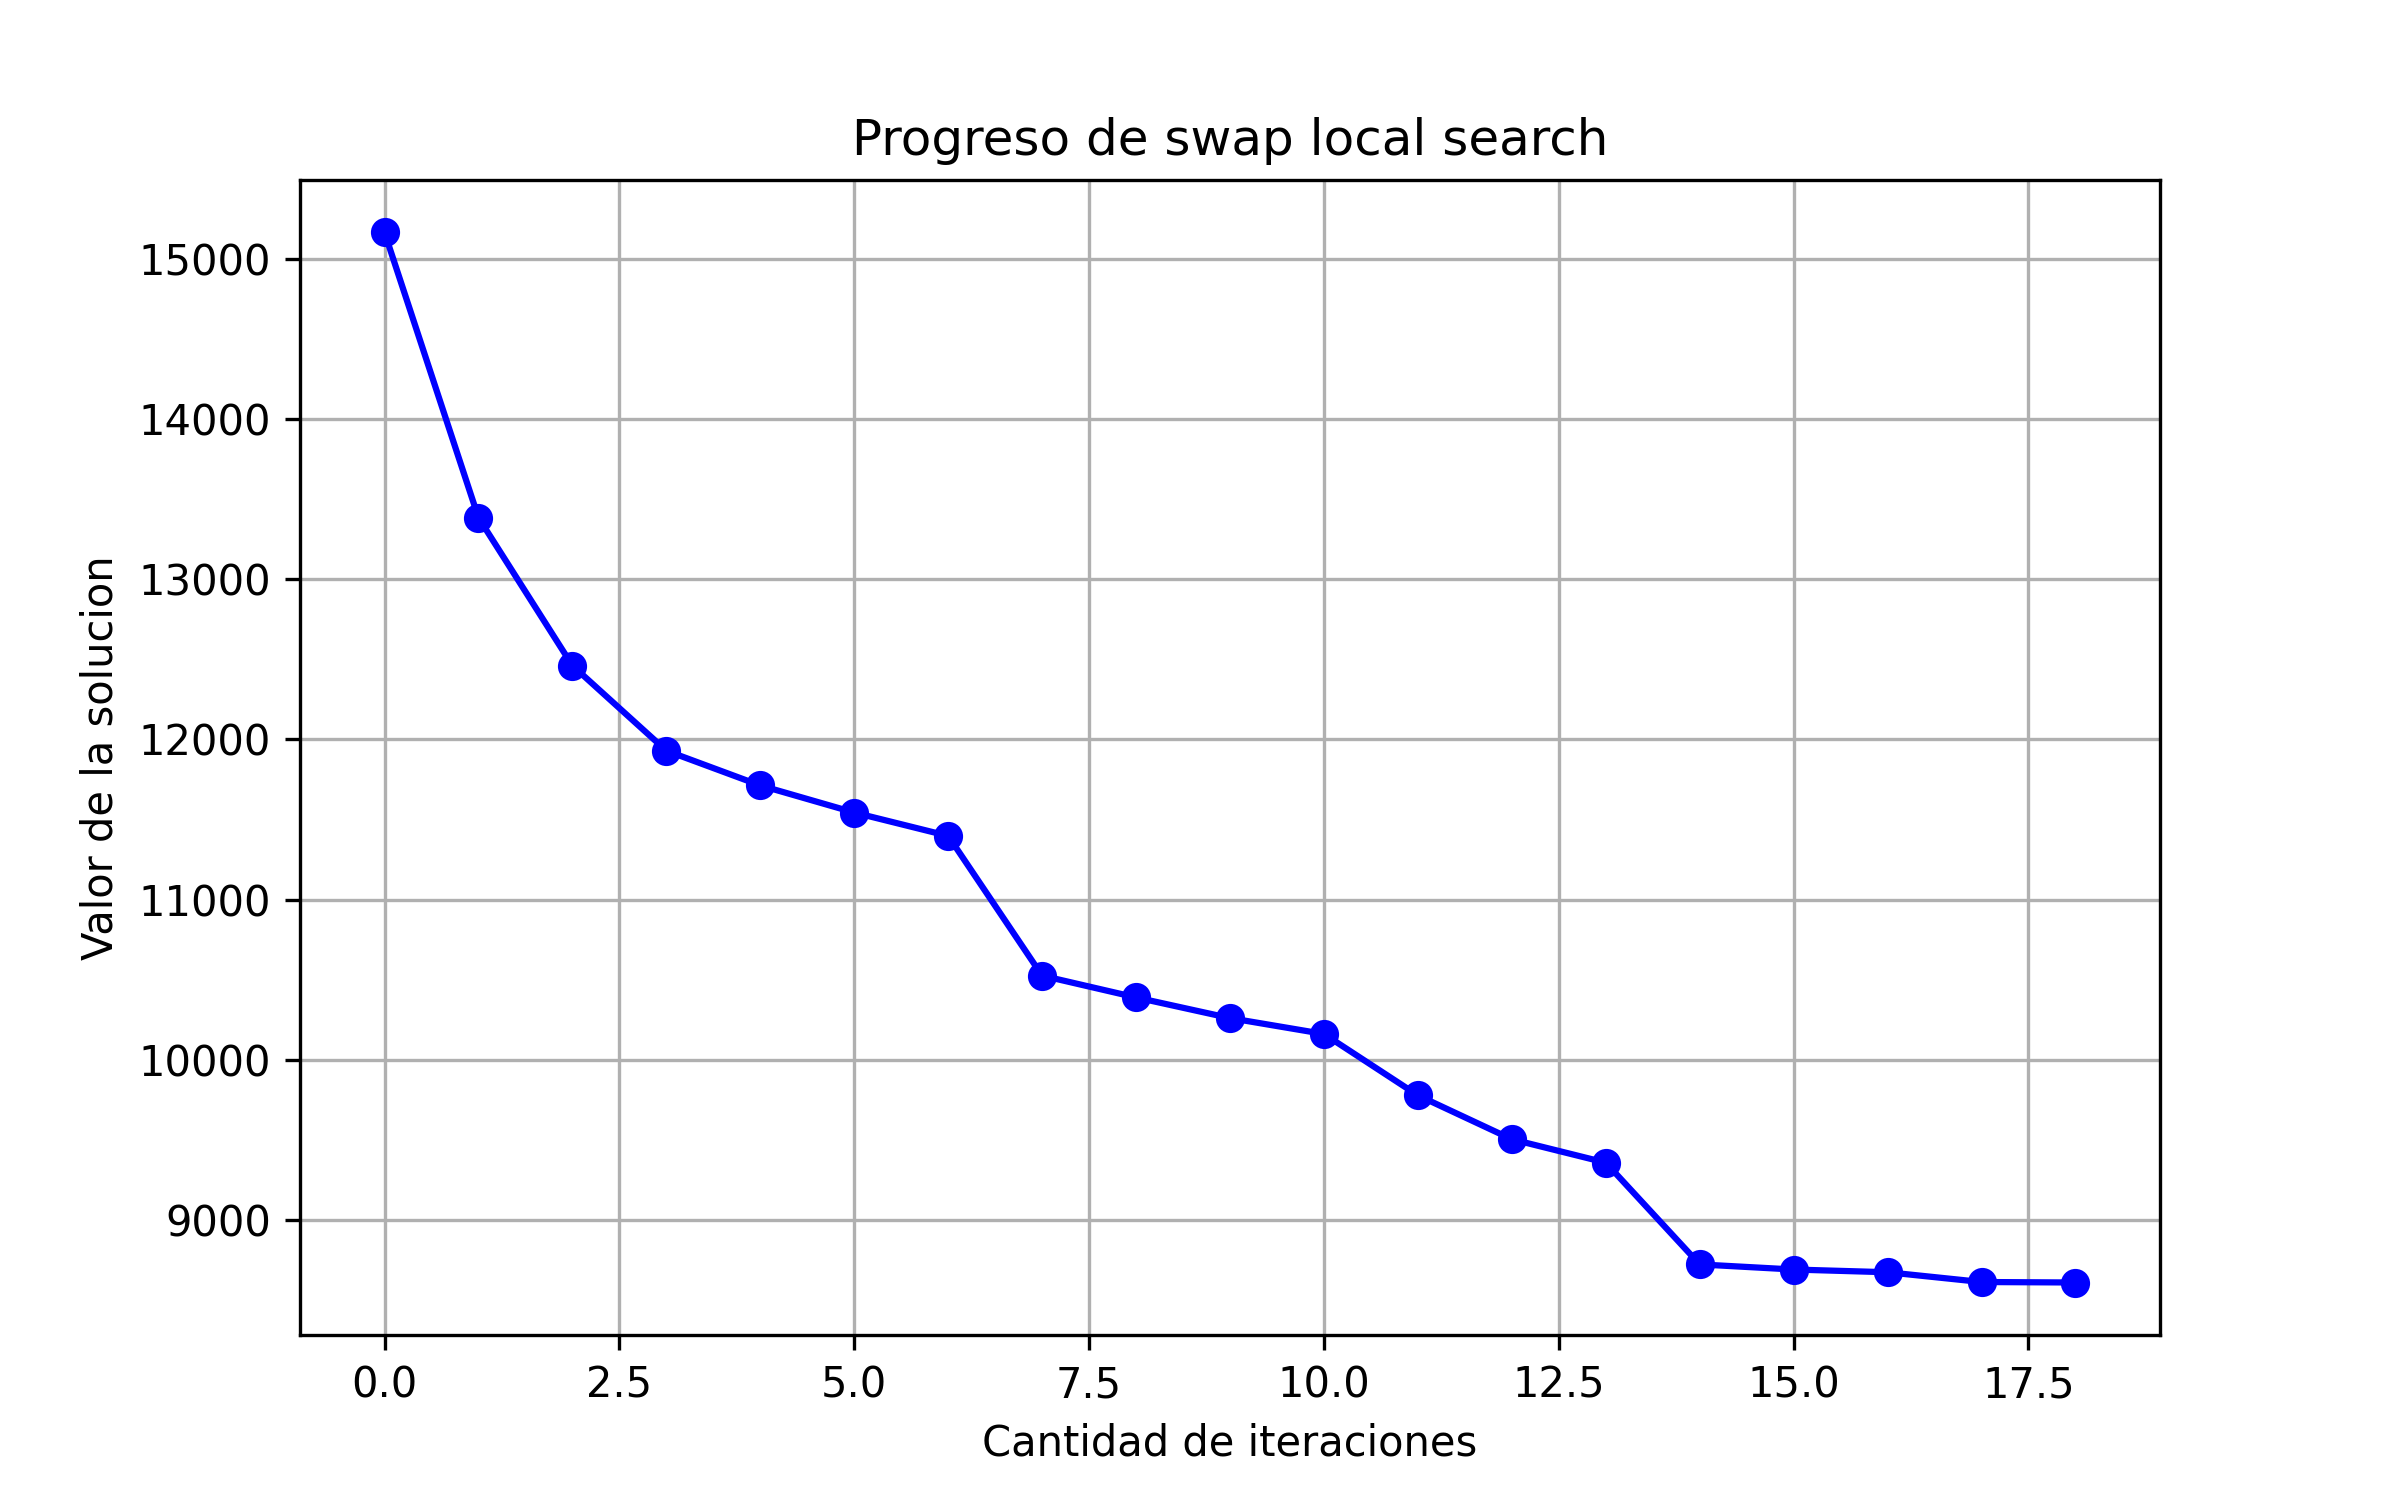 Progreso de swap local search
Valor de la solucion
15000
14000
13000
12000
11000
10000
9000
0.0 2.5 5.0 7.5 10.0 12.5 15.0 17.5
Cantidad de iteraciones